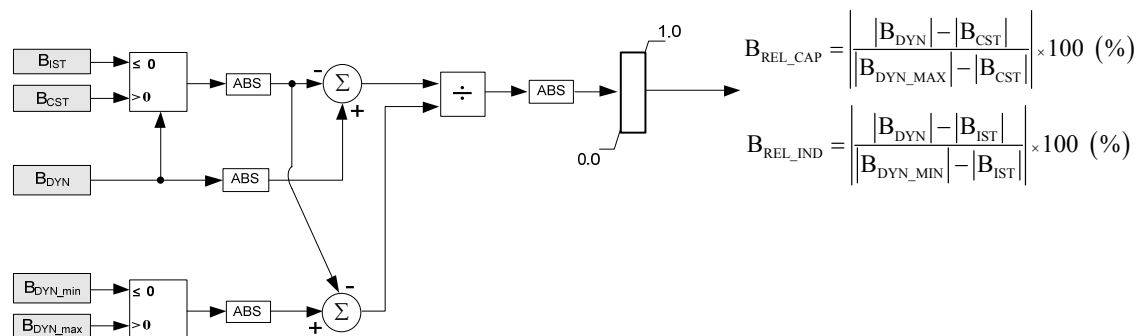 B_IST
B_CST
≤ 0
>0
ABS
-
Σ
+
÷
ABS
1.0
0.0
B_DYN
ABS
B_DYN_min
B_DYN_max
≤ 0
>0
ABS
-
Σ
+
B_REL_CAP = | (|B_DYN| − |B_CST|) / (|B_DYN_MAX| − |B_CST|) | ×100 (%)
B_REL_IND = | (|B_DYN| − |B_IST|) / (|B_DYN_MIN| − |B_IST|) | ×100 (%)